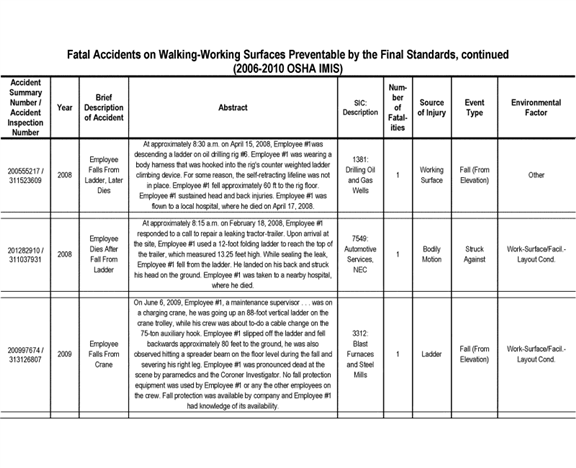 Fatal Accidents on Walking-Working Surfaces Preventable by the Final Standards, continued
(2006-2010 OSHA IMIS)
Accident
Summary
Number /
Accident
Inspection
Number
Year
Brief
Description
of Accident
Abstract
SIC:
Description
Num-
ber
of
Fatal-
ities
Source
of Injury
Event
Type
Environmental
Factor
200555217 /
311523609
2008
Employee
Falls From
Ladder, Later
Dies
At approximately 8:30 a.m. on April 15, 2008, Employee #1was
descending a ladder on oil drilling rig #6. Employee #1 was wearing a
body harness that was hooked into the rig's counter weighted ladder
climbing device. For some reason, the self-retracting lifeline was not
in place. Employee #1 fell approximately 60 ft to the rig floor.
Employee #1 sustained head and back injuries. Employee #1 was
flown to a local hospital, where he died on April 17, 2008.
1381:
Drilling Oil
and Gas
Wells
1
Working
Surface
Fall (From
Elevation)
Other
201282910 /
311037931
2008
Employee
Dies After
Fall From
Ladder
At approximately 8:15 a.m. on February 18, 2008, Employee #1
responded to a call to repair a leaking tractor-trailer. Upon arrival at
the site, Employee #1 used a 12-foot folding ladder to reach the top of
the trailer, which measured 13.25 feet high. While sealing the leak,
Employee #1 fell from the ladder. He landed on his back and struck
his head on the ground. Employee #1 was taken to a nearby hospital,
where he died.
7549:
Automotive
Services,
NEC
1
Bodily
Motion
Struck
Against
Work-Surface/Facil.-
Layout Cond.
200997674 /
313126807
2009
Employee
Falls From
Crane
On June 6, 2009, Employee #1, a maintenance supervisor . . . was on
a charging crane, he was going up an 88-foot vertical ladder on the
crane trolley, while his crew was about to-do a cable change on the
75-ton auxiliary hook. Employee #1 slipped off the ladder and fell
backwards approximately 80 feet to the ground, he was also
observed hitting a spreader beam on the floor level during the fall and
severing his right leg. Employee #1 was pronounced dead at the
scene by paramedics and the Coroner Investigator. No fall protection
equipment was used by Employee #1 or any the other employees on
the crew. Fall protection was available by company and Employee #1
had knowledge of its availability.
3312:
Blast
Furnaces
and Steel
Mills
1
Ladder
Fall (From
Elevation)
Work-Surface/Facil.-
Layout Cond.